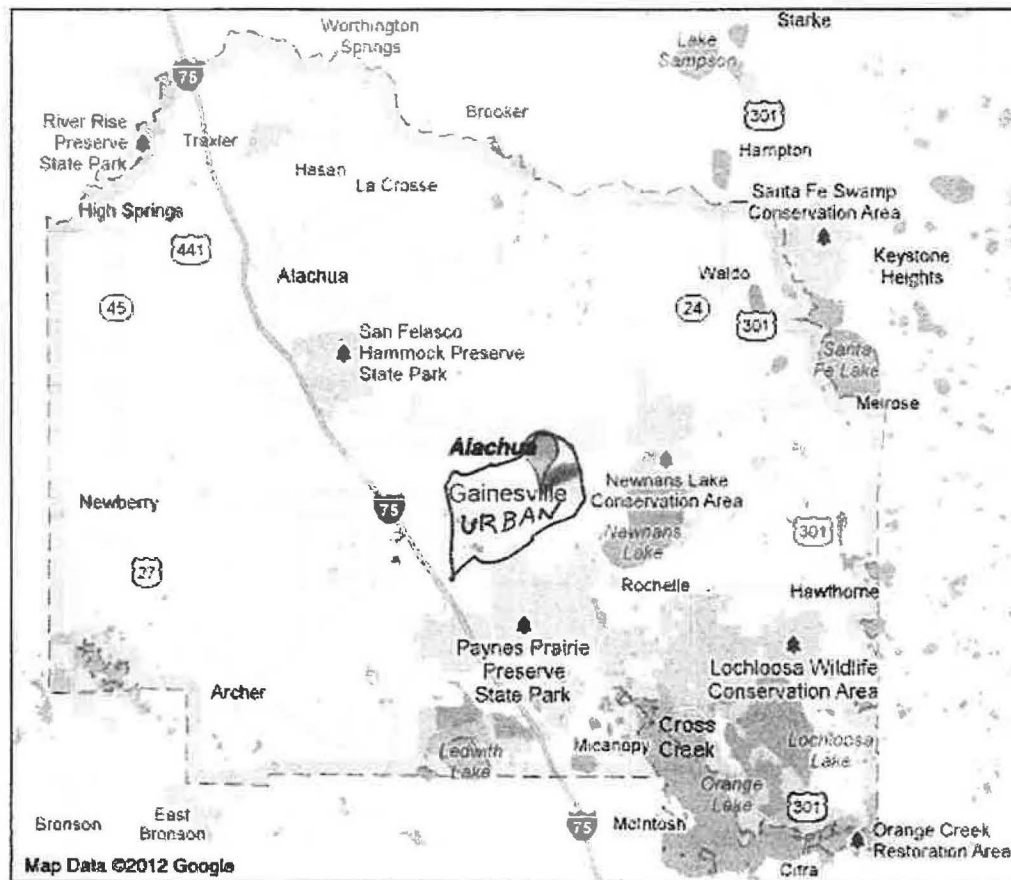 Starke
Worthington
Springs
Lake
Sampson
75
301
Brooker
River Rise
Preserve
State Park
Traxler
Hampton
Hasan
La Crosse
Santa Fe Swamp
Conservation Area
High Springs
441
Keystone
Heights
Alachua
Waldo
45
24
301
San Felasco
Hammock Preserve
State Park
Santa
Fe Lake
Melrose
Alachua
Gainesville
URBAN
Newnans Lake
Conservation Area
Newberry
75
Newnans
Lake
301
27
Rochelle
Hawthorne
Paynes Prairie
Preserve
State Park
Lochloosa Wildlife
Conservation Area
Archer
Cross
Creek
Micanopy
Lochloosa
Lake
Ledwith
Lake
Orange
Lake
301
Bronson
East
Bronson
75
McIntosh
Orange Creek
Restoration Area
Citra
Map Data ©2012 Google